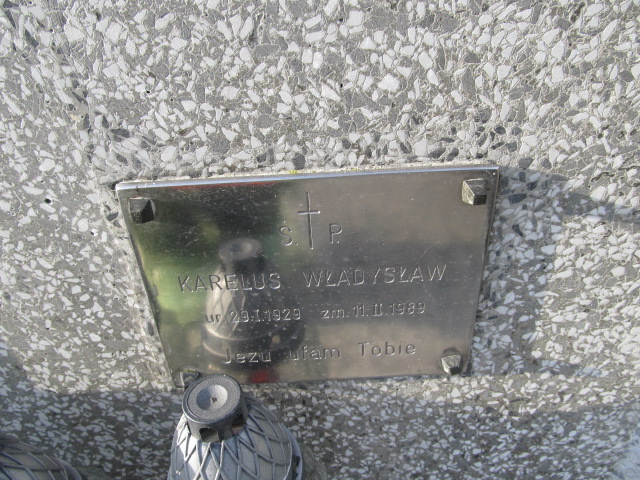 Ś. P.
KARELUS WŁADYSŁAW
ur. 29.I.1929 zm. 11.II.1989
Jezu ufam Tobie